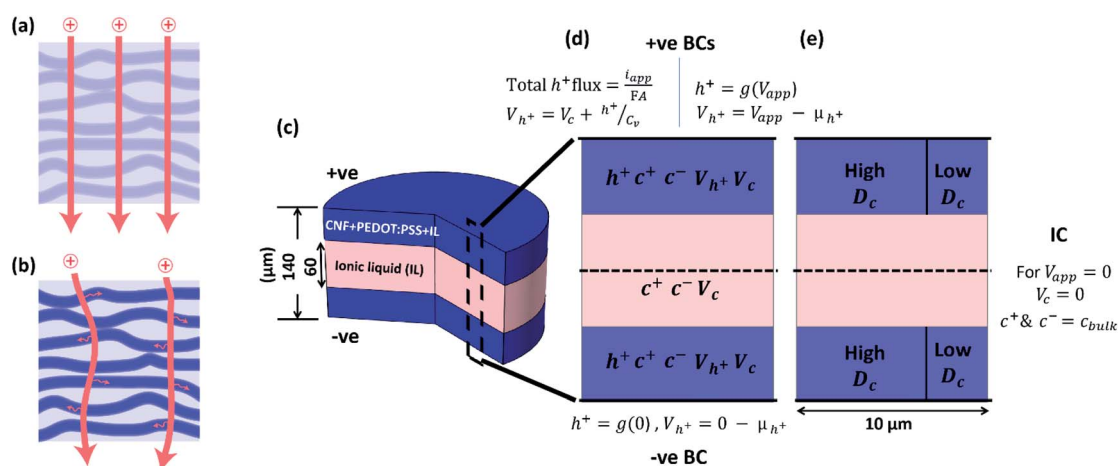 (a)
(b)
(c)
+ve
(μm)
140
60
CNF+PEDOT:PSS+IL
Ionic liquid (IL)
-ve
(d)
+ve BCs
(e)
Total h⁺flux = i_app/FA
V_h⁺ = V_c + h⁺/C_v
h⁺ = g(V_app)
V_h⁺ = V_app − μ_h⁺
h⁺ c⁺ c⁻ V_h⁺ V_c
c⁺ c⁻ V_c
h⁺ c⁺ c⁻ V_h⁺ V_c
h⁺ = g(0) , V_h⁺ = 0 − μ_h⁺
-ve BC
High
D_c
Low
D_c
High
D_c
Low
D_c
10 μm
IC
For V_app = 0
V_c = 0
c⁺& c⁻ = c_bulk